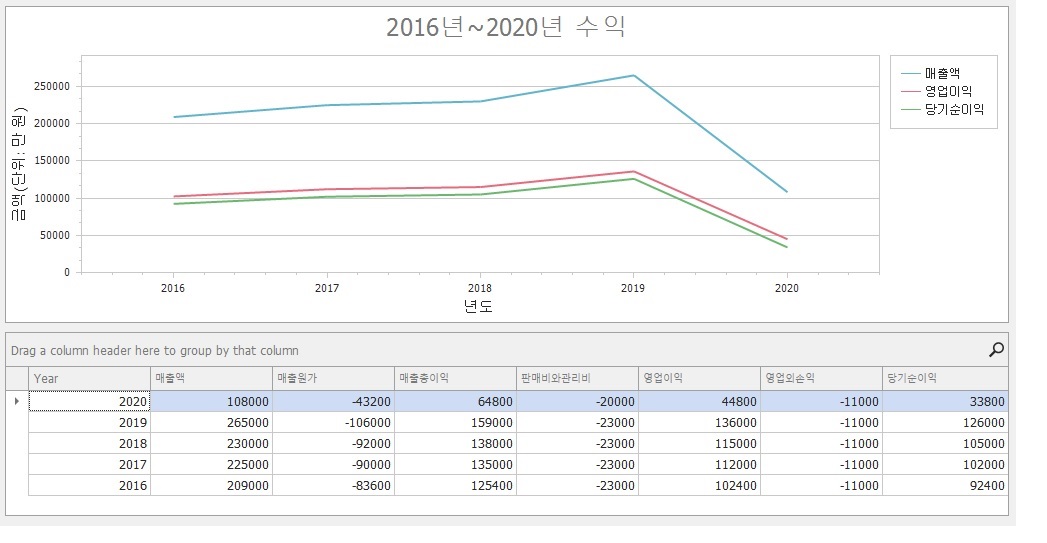 2016년~2020년 수익
매출액
영업이익
당기순이익
금액(단위: 만 원)
250000
200000
150000
100000
50000
0
2016 2017 2018 2019 2020
년도
Drag a column header here to group by that column
Year 매출액 매출원가 매출총이익 판매비와관리비 영업이익 영업외손익 당기순이익
2020 108000 -43200 64800 -20000 44800 -11000 33800
2019 265000 -106000 159000 -23000 136000 -11000 126000
2018 230000 -92000 138000 -23000 115000 -11000 105000
2017 225000 -90000 135000 -23000 112000 -11000 102000
2016 209000 -83600 125400 -23000 102400 -11000 92400